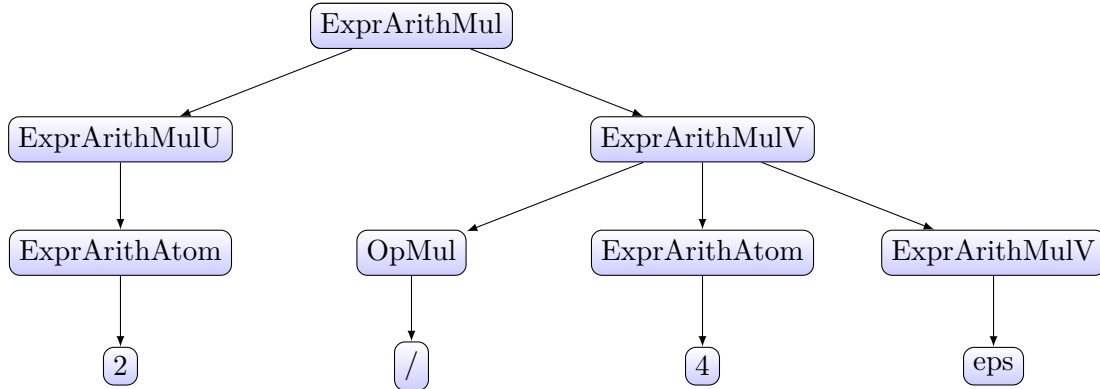 ExprArithMul
ExprArithMulU ExprArithMulV
ExprArithAtom OpMul ExprArithAtom ExprArithMulV
2 / 4 eps